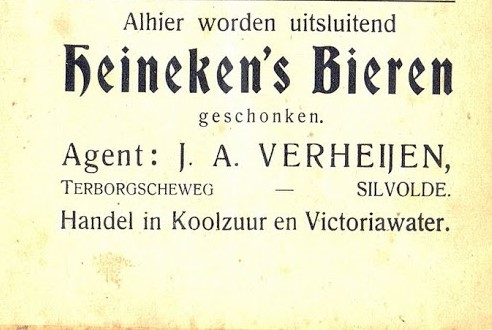 Alhier worden uitsluitend
Heineken's Bieren
geschonken.
Agent: J. A. VERHEIJEN,
TERBORGSCHEWEG — SILVOLDE.
Handel in Koolzuur en Victoriawater.